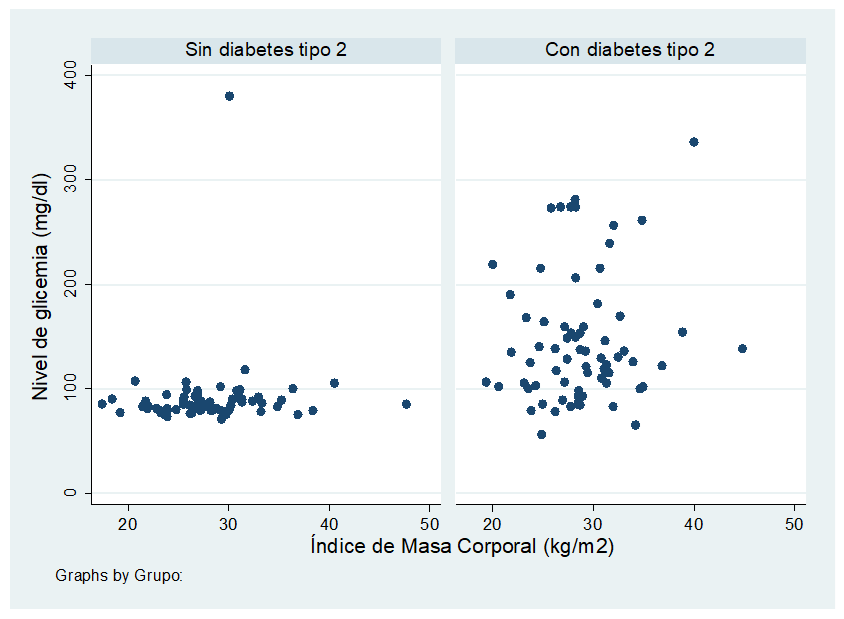 Sin diabetes tipo 2
Con diabetes tipo 2
Nivel de glicemia (mg/dl)
400
300
200
100
0
20 30 40 50
20 30 40 50
Índice de Masa Corporal (kg/m2)
Graphs by Grupo: